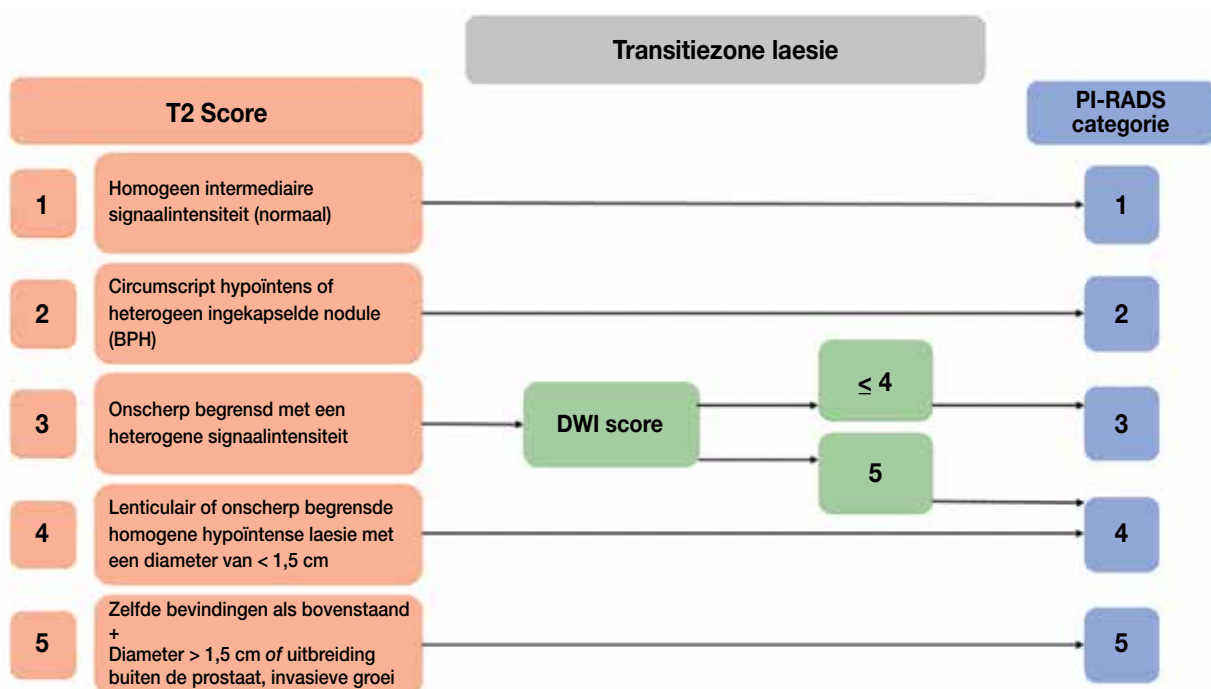 Transitiezone laesie
T2 Score
PI-RADS
categorie
1
Homogeen intermediaire
signaalintensiteit (normaal)
1
2
Circumscript hypoïntens of
heterogeen ingekapselde nodule
(BPH)
2
3
Onscherp begrensd met een
heterogene signaalintensiteit
DWI score
≤ 4
5
3
4
Lenticulair of onscherp begrensde
homogene hypoïntense laesie met
een diameter van < 1,5 cm
4
5
Zelfde bevindingen als bovenstaand
+
Diameter > 1,5 cm of uitbreiding
buiten de prostaat, invasieve groei
5